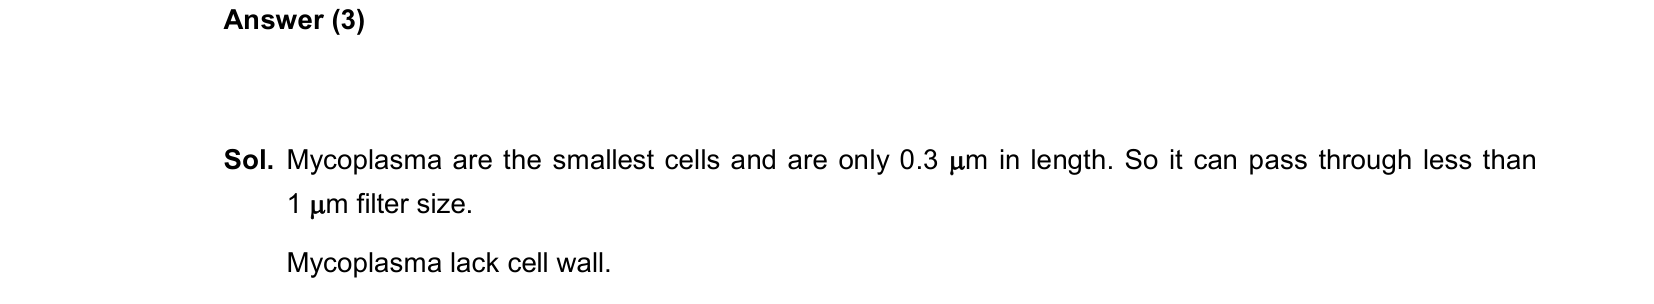 Answer (3)
Sol. Mycoplasma are the smallest cells and are only 0.3 μm in length. So it can pass through less than
1 μm filter size.
Mycoplasma lack cell wall.